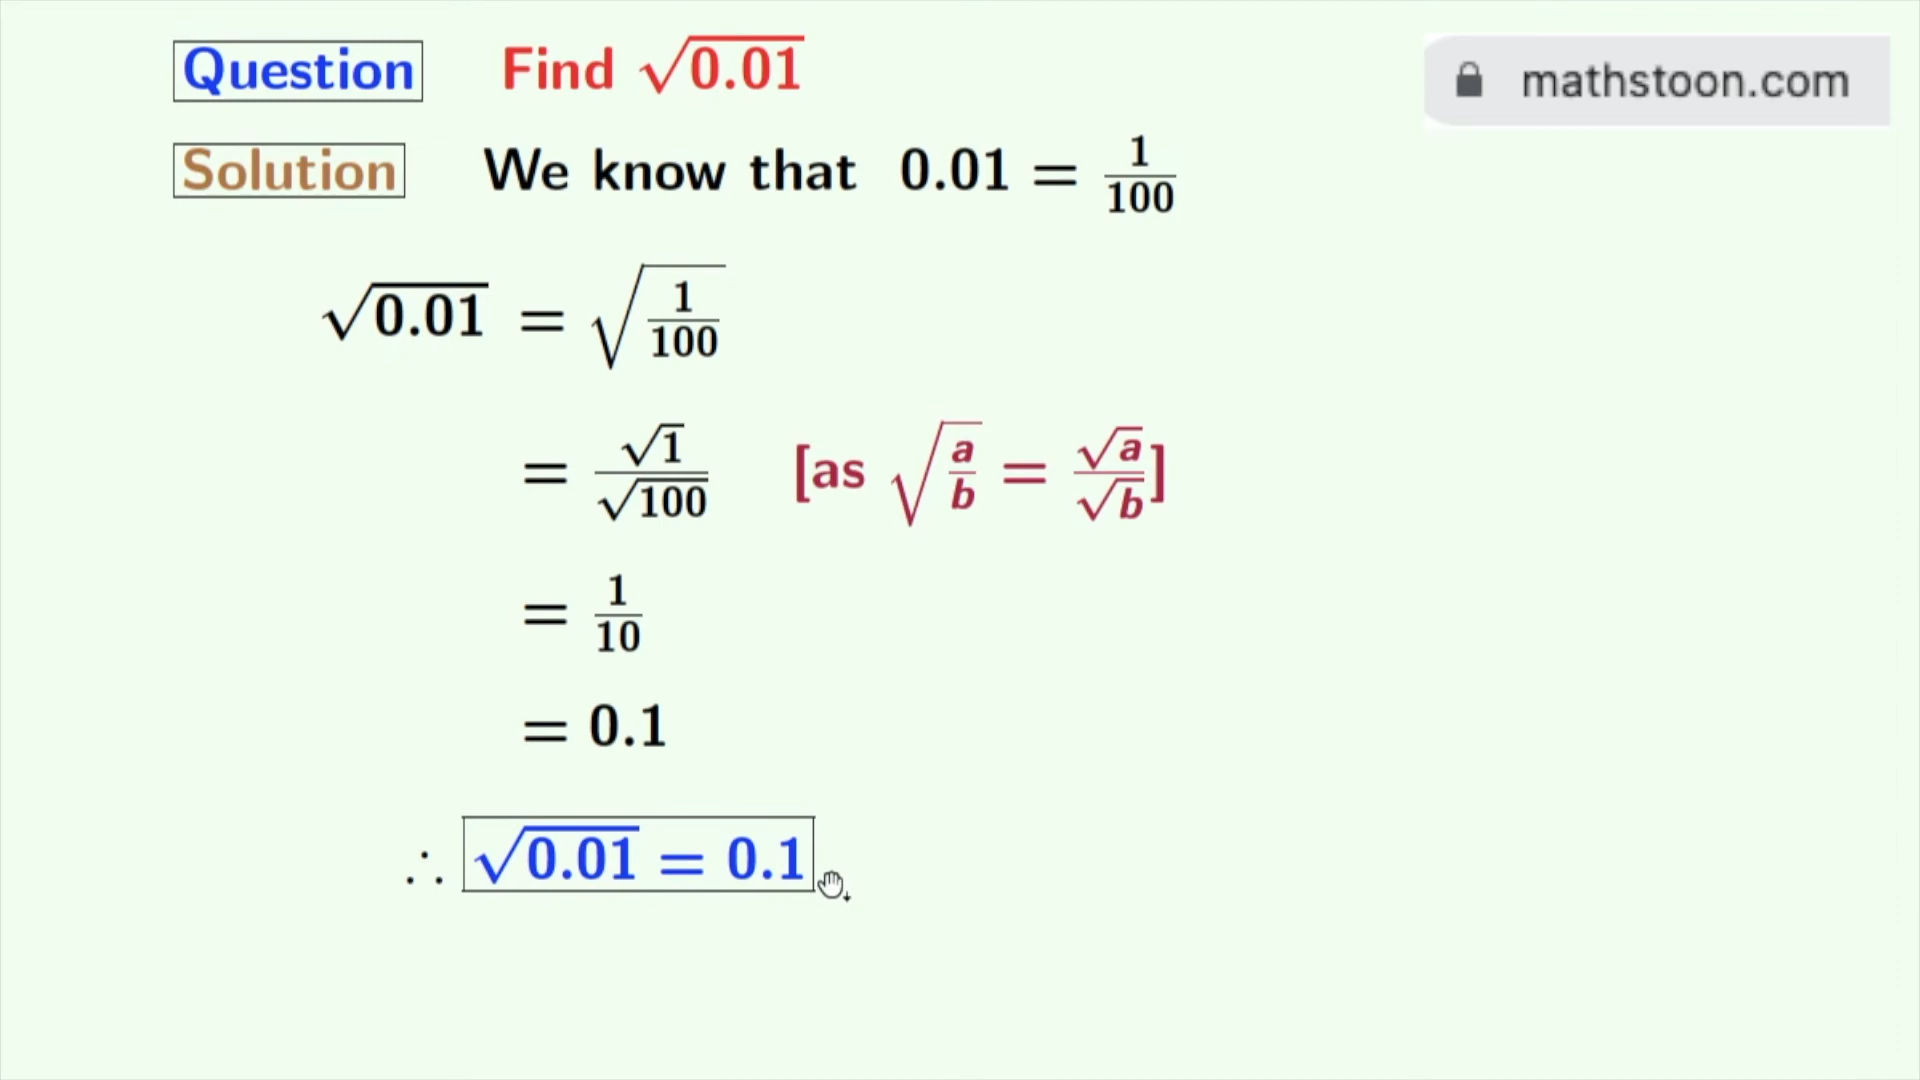 Question Find √0.01
mathstoon.com
Solution We know that 0.01 = 1/100
√0.01 = √(1/100)
= √1/√100 [as √(a/b) = √a/√b]
= 1/10
= 0.1
∴ √0.01 = 0.1